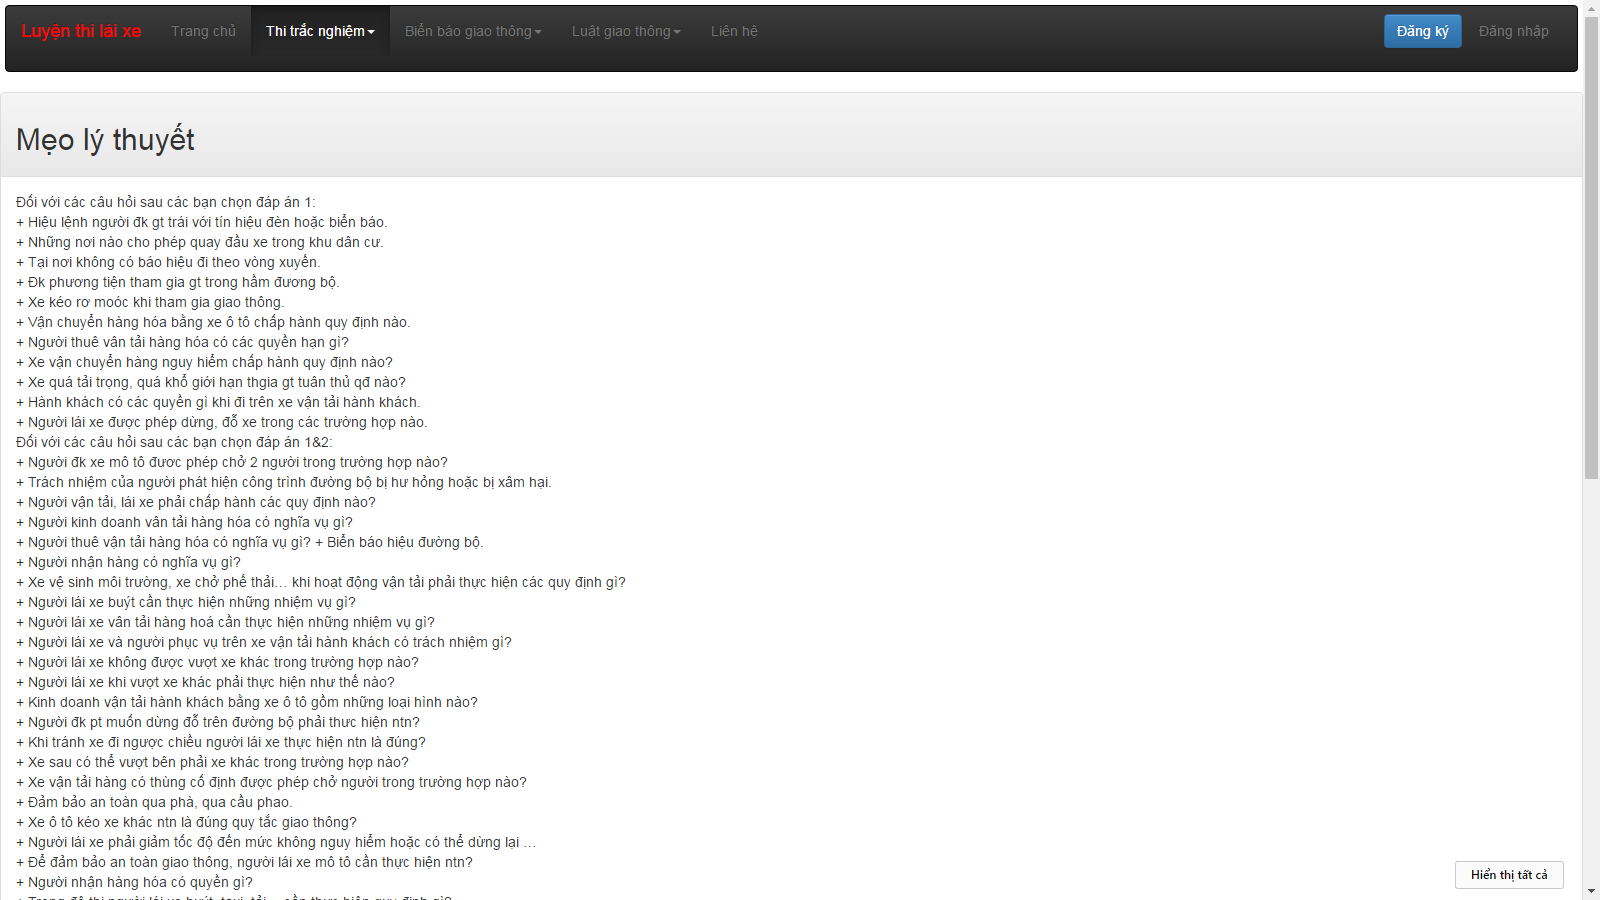 Luyện thi lái xe Trang chủ Thi trắc nghiệm Biển báo giao thông Luật giao thông Liên hệ Đăng ký Đăng nhập
Mẹo lý thuyết
Đối với các câu hỏi sau các bạn chọn đáp án 1:
+ Hiệu lệnh người đk gt trái với tín hiệu đèn hoặc biển báo.
+ Những nơi nào cho phép quay đầu xe trong khu dân cư.
+ Tại nơi không có báo hiệu đi theo vòng xuyến.
+ Đk phương tiện tham gia gt trong hầm đương bộ.
+ Xe kéo rơ moóc khi tham gia giao thông.
+ Vận chuyển hàng hóa bằng xe ô tô chấp hành quy định nào.
+ Người thuê vân tải hàng hóa có các quyền hạn gì?
+ Xe vận chuyển hàng nguy hiểm chấp hành quy định nào?
+ Xe quá tải trọng, quá khổ giới hạn thgia gt tuân thủ qđ nào?
+ Hành khách có các quyền gì khi đi trên xe vận tải hành khách.
+ Người lái xe được phép dừng, đỗ xe trong các trường hợp nào.
Đối với các câu hỏi sau các bạn chọn đáp án 1&2:
+ Người đk xe mô tô đươc phép chở 2 người trong trường hợp nào?
+ Trách nhiệm của người phát hiện công trình đường bộ bị hư hỏng hoặc bị xâm hại.
+ Người vận tải, lái xe phải chấp hành các quy định nào?
+ Người kinh doanh vân tải hàng hóa có nghĩa vụ gì?
+ Người thuê vận tải hàng hóa có nghĩa vụ gì? + Biển báo hiệu đường bộ.
+ Người nhận hàng có nghĩa vụ gì?
+ Xe vệ sinh môi trường, xe chở phế thải… khi hoạt động vận tải phải thực hiện các quy định gì?
+ Người lái xe buýt cần thực hiện những nhiệm vụ gì?
+ Người lái xe vân tải hàng hoá cần thực hiện những nhiệm vụ gì?
+ Người lái xe và người phục vụ trên xe vận tải hành khách có trách nhiệm gì?
+ Người lái xe không được vượt xe khác trong trường hợp nào?
+ Người lái xe khi vượt xe khác phải thực hiện như thế nào?
+ Kinh doanh vận tải hành khách bằng xe ô tô gồm những loại hình nào?
+ Người đk pt muốn dừng đỗ trên đường bộ phải thưc hiện ntn?
+ Khi tránh xe đi ngược chiều người lái xe thực hiện ntn là đúng?
+ Xe sau có thể vượt bên phải xe khác trong trường hợp nào?
+ Xe vận tải hàng có thùng cố định được phép chở người trong trường hợp nào?
+ Đảm bảo an toàn qua phà, qua cầu phao.
+ Xe ô tô kéo xe khác ntn là đúng quy tắc giao thông?
+ Người lái xe phải giảm tốc độ đến mức không nguy hiểm hoặc có thể dừng lại …
+ Để đảm bảo an toàn giao thông, người lái xe mô tô cần thực hiện ntn?
+ Người nhận hàng hóa có quyền gì?
Hiển thị tất cả